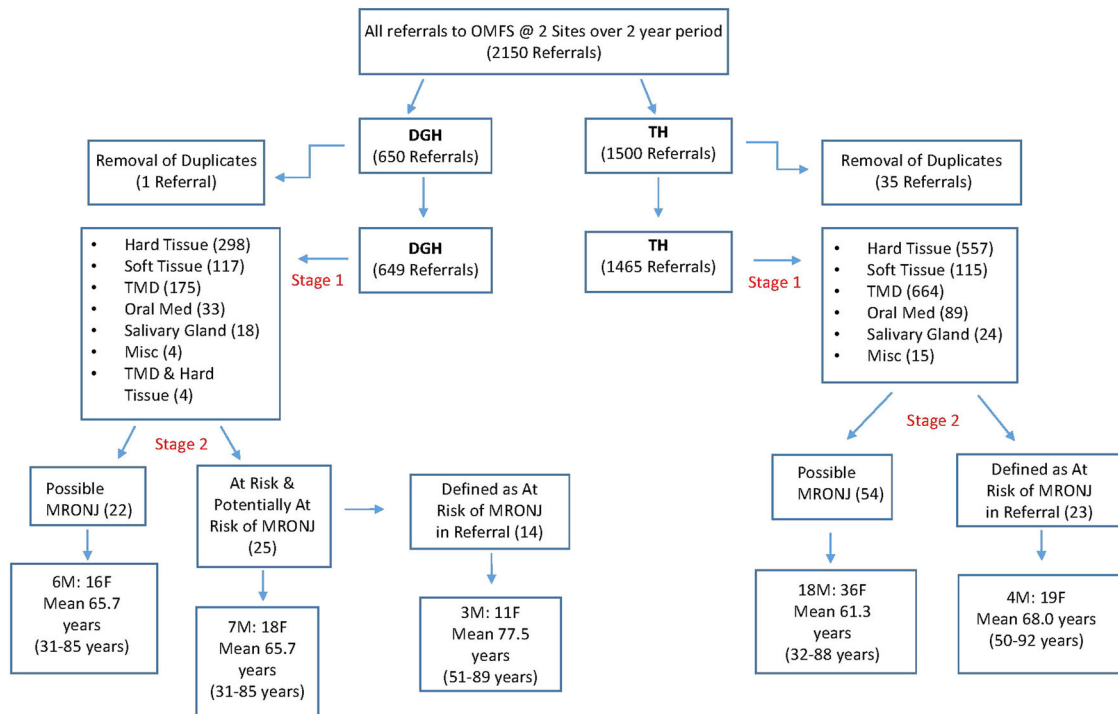 All referrals to OMFS @ 2 Sites over 2 year period
(2150 Referrals)
DGH
(650 Referrals)
TH
(1500 Referrals)
Removal of Duplicates
(1 Referral)
Removal of Duplicates
(35 Referrals)
• Hard Tissue (298)
• Soft Tissue (117)
• TMD (175)
• Oral Med (33)
• Salivary Gland (18)
• Misc (4)
• TMD & Hard
Tissue (4)
Stage 1
DGH
(649 Referrals)
TH
(1465 Referrals)
Stage 1
• Hard Tissue (557)
• Soft Tissue (115)
• TMD (664)
• Oral Med (89)
• Salivary Gland (24)
• Misc (15)
Stage 2
Stage 2
Possible
MRONJ (22)
At Risk &
Potentially At
Risk of MRONJ
(25)
Defined as At
Risk of MRONJ
in Referral (14)
Possible
MRONJ (54)
Defined as At
Risk of MRONJ
in Referral (23)
6M: 16F
Mean 65.7
years
(31-85 years)
7M: 18F
Mean 65.7
years
(31-85 years)
3M: 11F
Mean 77.5
years
(51-89 years)
18M: 36F
Mean 61.3
years
(32-88 years)
4M: 19F
Mean 68.0 years
(50-92 years)